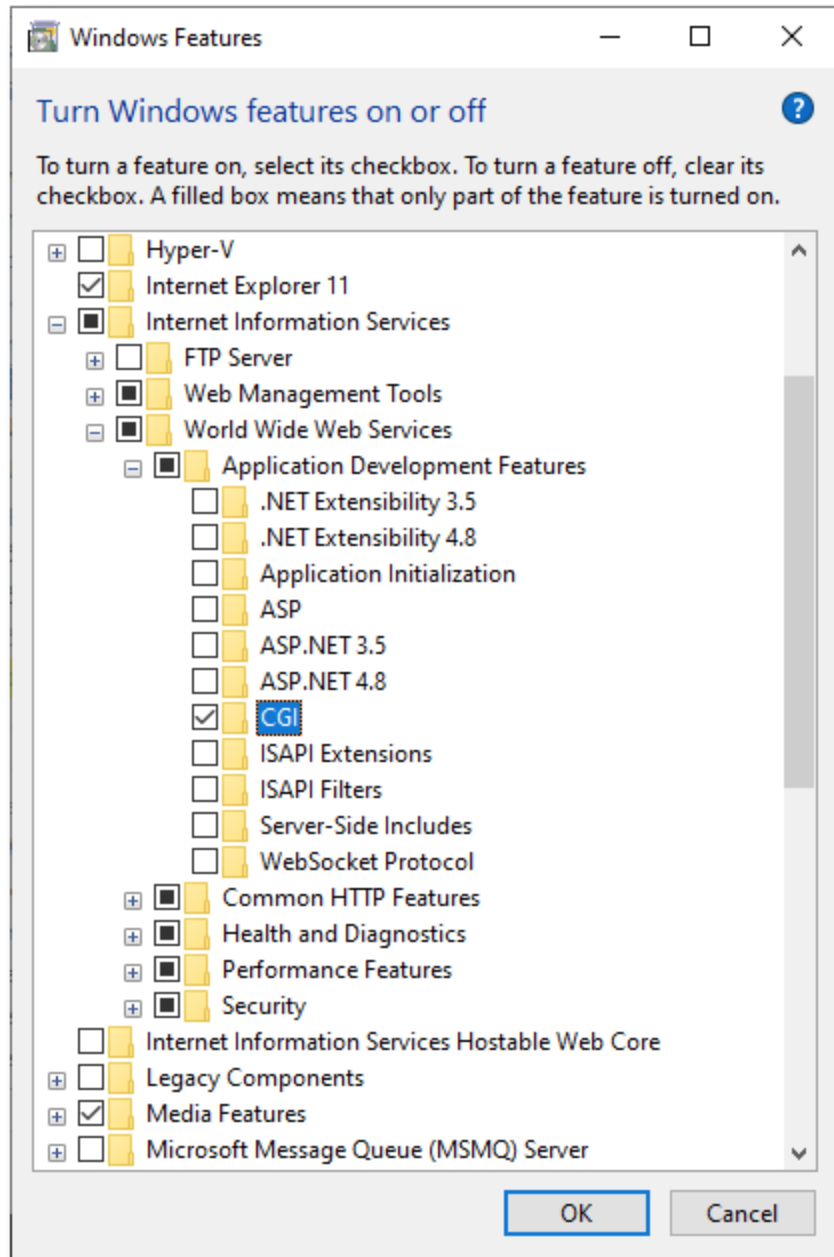 Windows Features
Turn Windows features on or off
?
To turn a feature on, select its checkbox. To turn a feature off, clear its
checkbox. A filled box means that only part of the feature is turned on.
Hyper-V
Internet Explorer 11
Internet Information Services
FTP Server
Web Management Tools
World Wide Web Services
Application Development Features
.NET Extensibility 3.5
.NET Extensibility 4.8
Application Initialization
ASP
ASP.NET 3.5
ASP.NET 4.8
CGI
ISAPI Extensions
ISAPI Filters
Server-Side Includes
WebSocket Protocol
Common HTTP Features
Health and Diagnostics
Performance Features
Security
Internet Information Services Hostable Web Core
Legacy Components
Media Features
Microsoft Message Queue (MSMQ) Server
OK Cancel